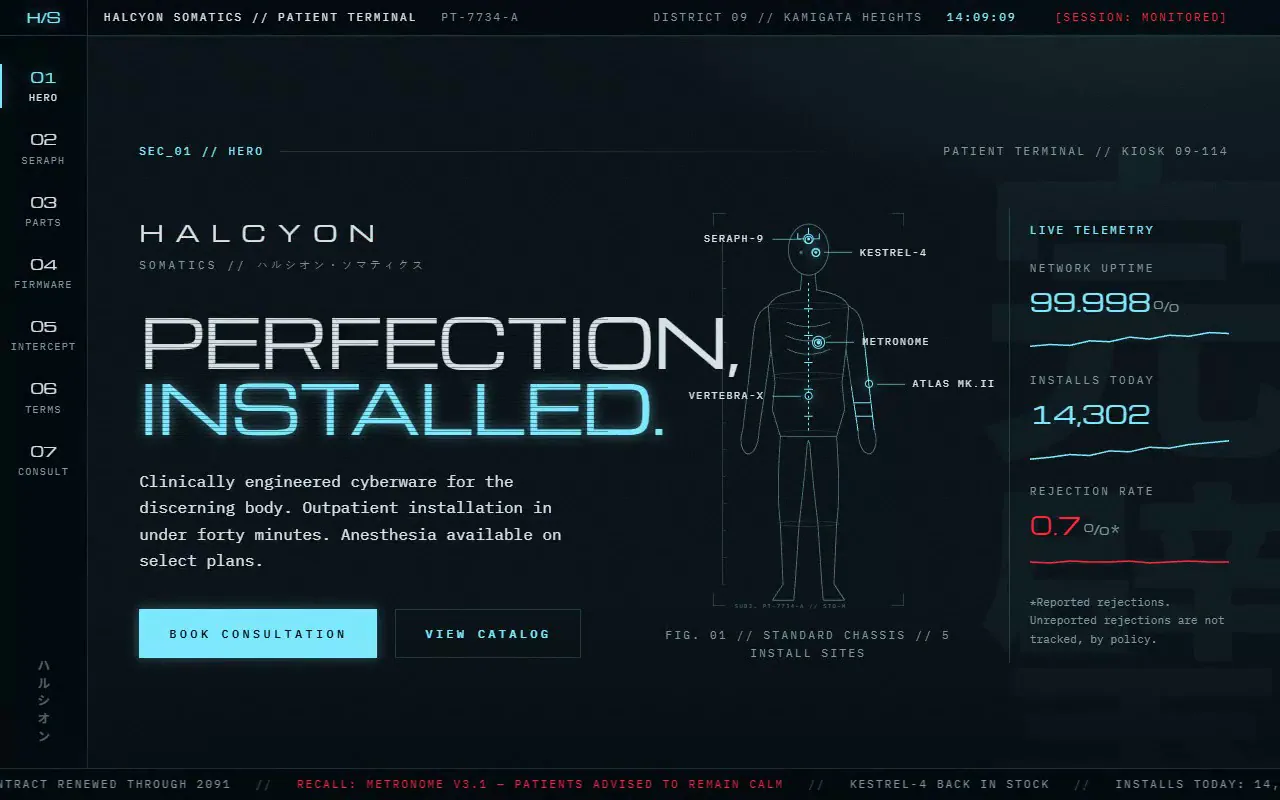 H/S
HALCYON SOMATICS // PATIENT TERMINAL PT-7734-A
DISTRICT 09 // KAMIGATA HEIGHTS 14:09:09 [SESSION: MONITORED]
01
HERO
02
SERAPH
03
PARTS
04
FIRMWARE
05
INTERCEPT
06
TERMS
07
CONSULT
ハルシオン
SEC_01 // HERO
PATIENT TERMINAL // KIOSK 09-114
HALCYON
SOMATICS // ハルシオン・ソマティクス
PERFECTION,
INSTALLED.
Clinically engineered cyberware for the
discerning body. Outpatient installation in
under forty minutes. Anesthesia available on
select plans.
BOOK CONSULTATION
VIEW CATALOG
SERAPH-9
KESTREL-4
METRONOME
ATLAS MK.II
VERTEBRA-X
SUBJ. PT-7734-A // STD-M
FIG. 01 // STANDARD CHASSIS // 5
INSTALL SITES
LIVE TELEMETRY
NETWORK UPTIME
99.998%
INSTALLS TODAY
14,302
REJECTION RATE
0.7%*
*Reported rejections.
Unreported rejections are not
tracked, by policy.
NTRACT RENEWED THROUGH 2091 // RECALL: METRONOME V3.1 — PATIENTS ADVISED TO REMAIN CALM // KESTREL-4 BACK IN STOCK // INSTALLS TODAY: 14,